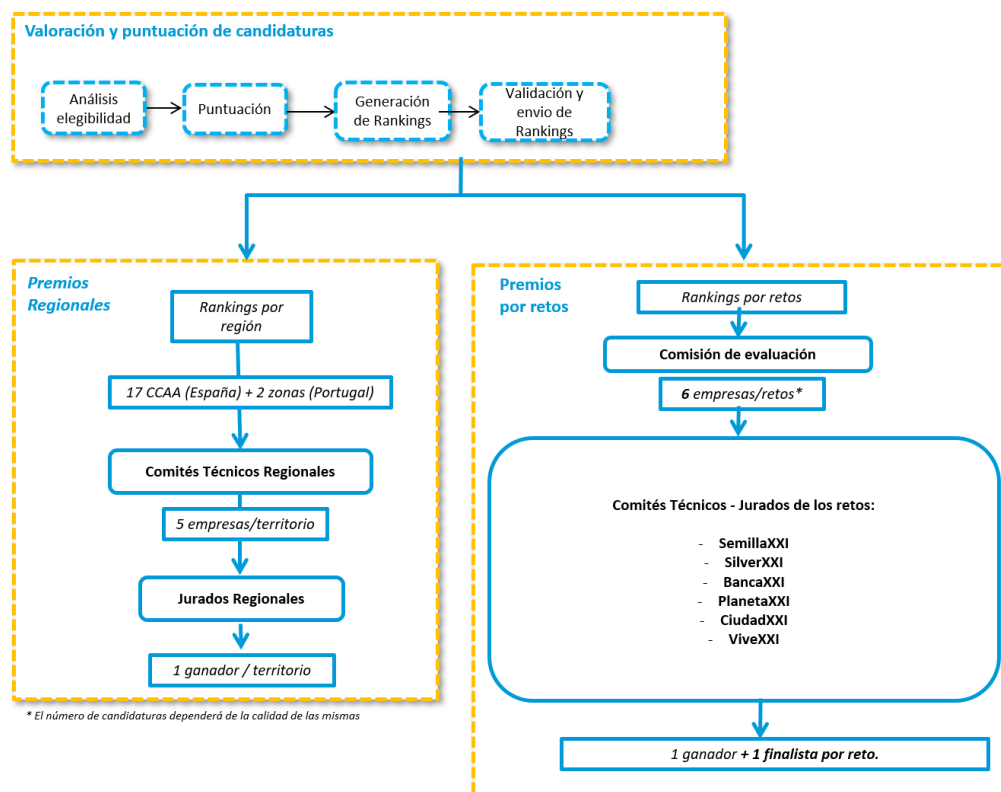 Valoración y puntuación de candidaturas
Análisis
elegibilidad
Puntuación
Generación
de Rankings
Validación y
envio de
Rankings
Premios
Regionales
Rankings por
región
17 CCAA (España) + 2 zonas (Portugal)
Comités Técnicos Regionales
5 empresas/territorio
Jurados Regionales
1 ganador / territorio
* El número de candidaturas dependerá de la calidad de las mismas
Premios
por retos
Rankings por retos
Comisión de evaluación
6 empresas/retos*
Comités Técnicos - Jurados de los retos:
- SemillaXXI
- SilverXXI
- BancaXXI
- PlanetaXXI
- CiudadXXI
- ViveXXI
1 ganador + 1 finalista por reto.